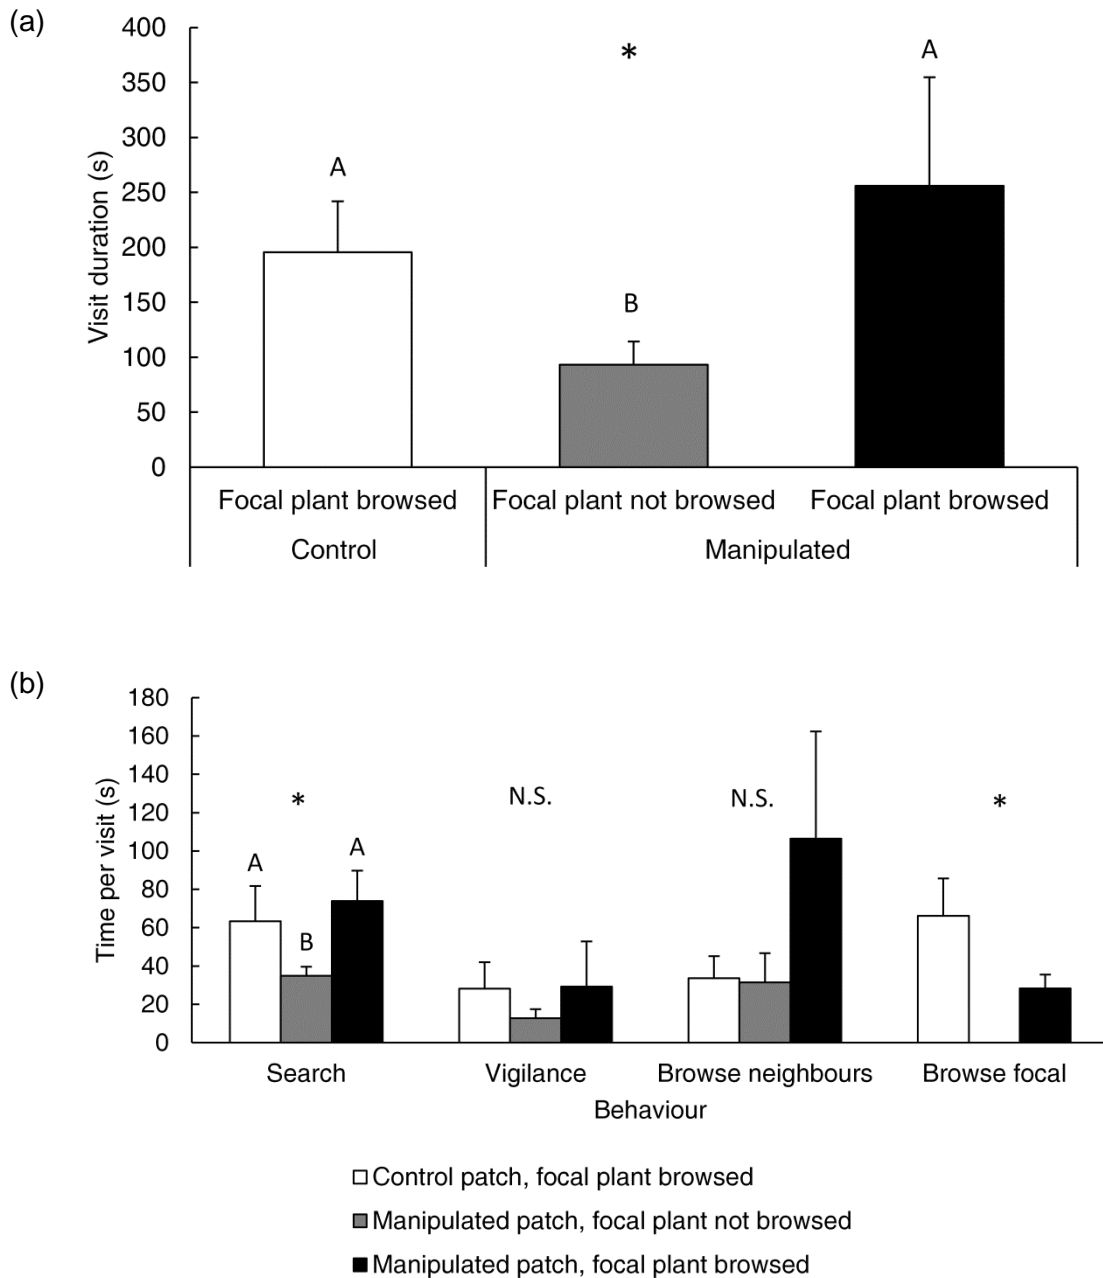 (a)
400
350
300
250
200
150
100
50
0
Visit duration (s)
A
*
B
A
Focal plant browsed Focal plant not browsed Focal plant browsed
Control Manipulated
(b)
180
160
140
120
100
80
60
40
20
0
Time per visit (s)
A
*
B
A
N.S.
N.S.
*
Search Vigilance Browse neighbours Browse focal
Behaviour
Control patch, focal plant browsed
Manipulated patch, focal plant not browsed
Manipulated patch, focal plant browsed